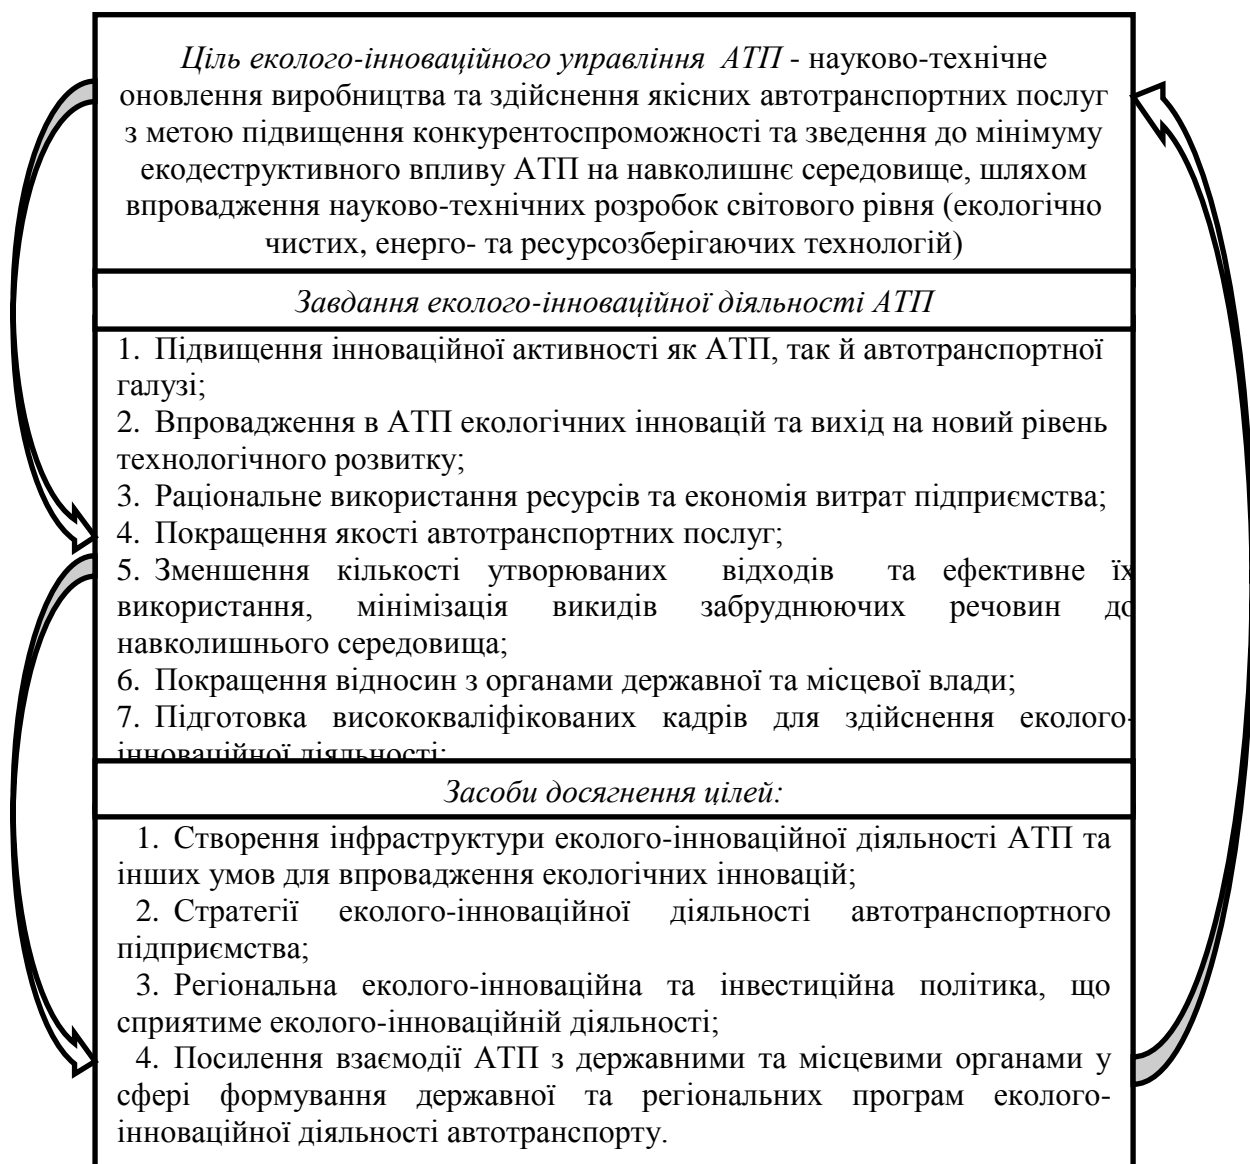 Ціль еколого-інноваційного управління АТП - науково-технічне
оновлення виробництва та здійснення якісних автотранспортних послуг
з метою підвищення конкурентоспроможності та зведення до мінімуму
екодеструктивного впливу АТП на навколишнє середовище, шляхом
впровадження науково-технічних розробок світового рівня (екологічно
чистих, енерго- та ресурсозберігаючих технологій)
Завдання еколого-інноваційної діяльності АТП
1. Підвищення інноваційної активності як АТП, так й автотранспортної
галузі;
2. Впровадження в АТП екологічних інновацій та вихід на новий рівень
технологічного розвитку;
3. Раціональне використання ресурсів та економія витрат підприємства;
4. Покращення якості автотранспортних послуг;
5. Зменшення кількості утворюваних відходів та ефективне їх
використання, мінімізація викидів забруднюючих речовин до
навколишнього середовища;
6. Покращення відносин з органами державної та місцевої влади;
7. Підготовка висококваліфікованих кадрів для здійснення еколого-
інноваційної діяльності;
Засоби досягнення цілей:
1. Створення інфраструктури еколого-інноваційної діяльності АТП та
інших умов для впровадження екологічних інновацій;
2. Стратегії еколого-інноваційної діяльності автотранспортного
підприємства;
3. Регіональна еколого-інноваційна та інвестиційна політика, що
сприятиме еколого-інноваційній діяльності;
4. Посилення взаємодії АТП з державними та місцевими органами у
сфері формування державної та регіональних програм еколого-
інноваційної діяльності автотранспорту.